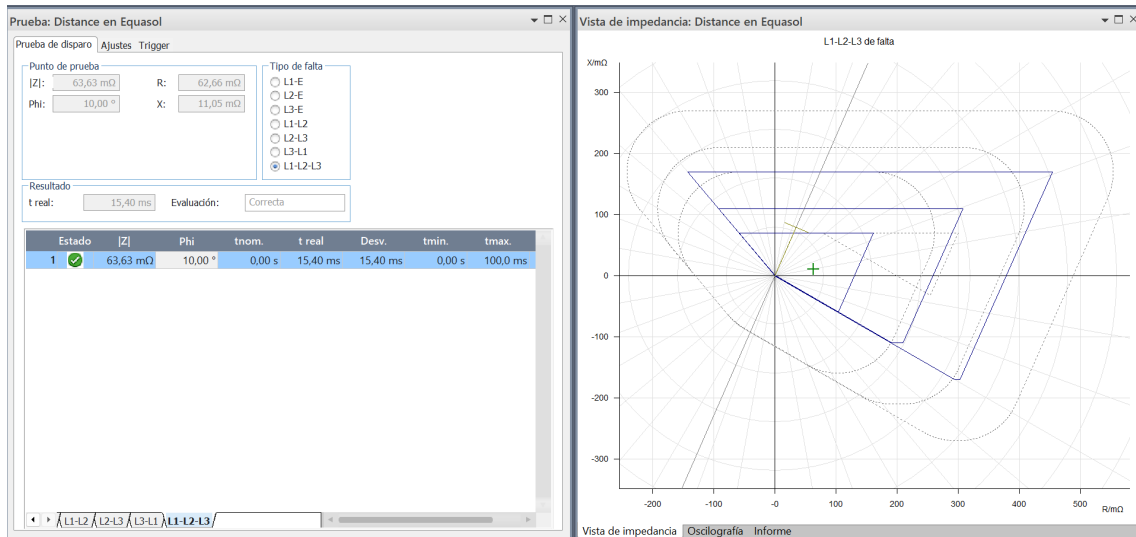 Prueba: Distance en Equasol
Prueba de disparo Ajustes Trigger
Punto de prueba
|Z|: 63,63 mΩ R: 62,66 mΩ
Phi: 10,00 ° X: 11,05 mΩ
Tipo de falta
L1-E
L2-E
L3-E
L1-L2
L2-L3
L3-L1
L1-L2-L3
Resultado
t real: 15,40 ms Evaluación: Correcta
Estado |Z| Phi tnom. t real Desv. tmin. tmax.
1 63,63 mΩ 10,00 ° 0,00 s 15,40 ms 15,40 ms 0,00 s 100,0 ms
L1-L2 L2-L3 L3-L1 L1-L2-L3
Vista de impedancia: Distance en Equasol
L1-L2-L3 de falta
X/mΩ
300
200
100
0
-100
-200
-300
-200 -100 -0 100 200 300 400 500
R/mΩ
Vista de impedancia Oscilografía Informe